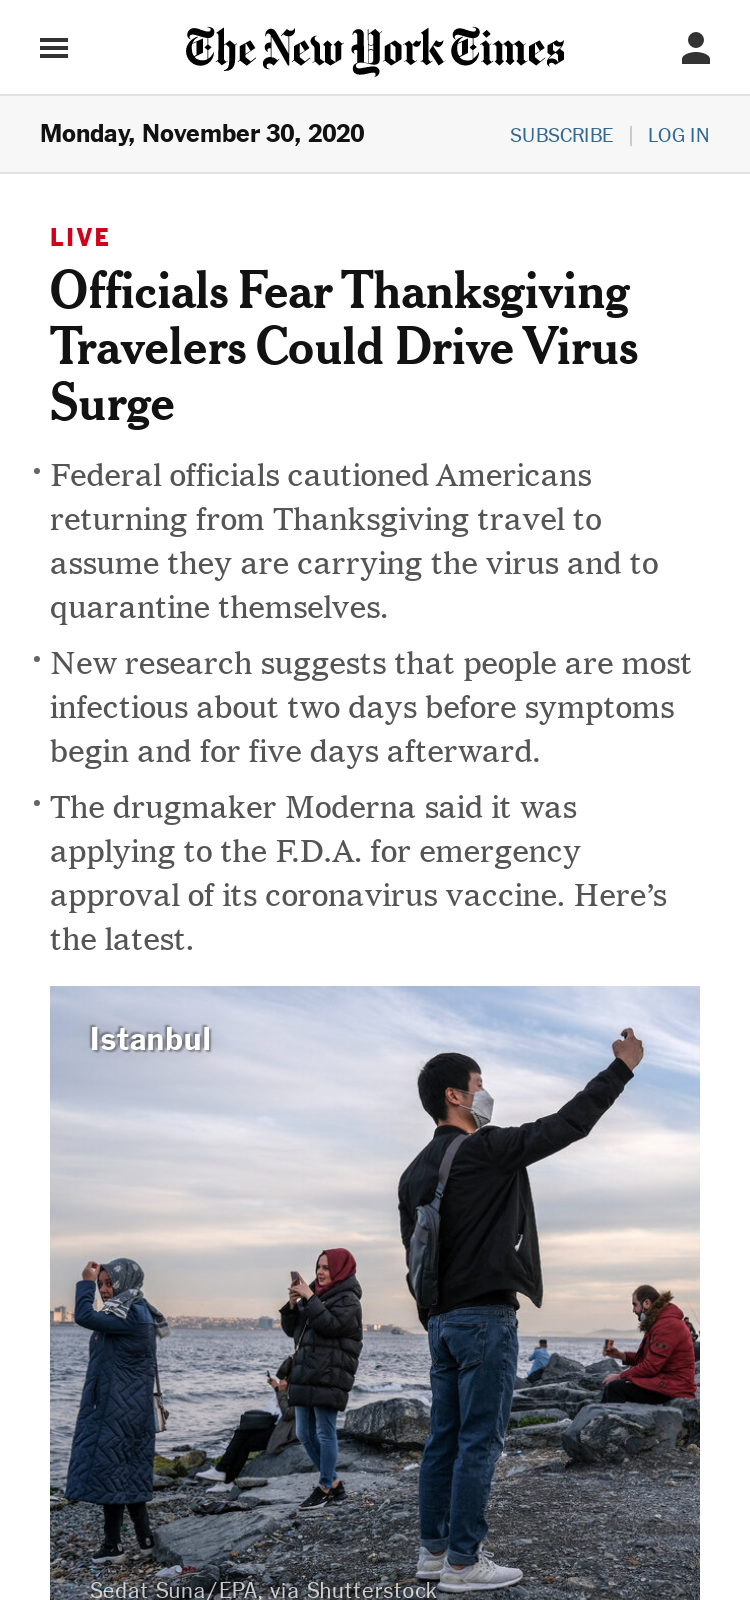 The New York Times
Monday, November 30, 2020
SUBSCRIBE | LOG IN
LIVE
Officials Fear Thanksgiving
Travelers Could Drive Virus
Surge
• Federal officials cautioned Americans
returning from Thanksgiving travel to
assume they are carrying the virus and to
quarantine themselves.
• New research suggests that people are most
infectious about two days before symptoms
begin and for five days afterward.
• The drugmaker Moderna said it was
applying to the F.D.A. for emergency
approval of its coronavirus vaccine. Here’s
the latest.
Istanbul
Sedat Suna/EPA, via Shutterstock